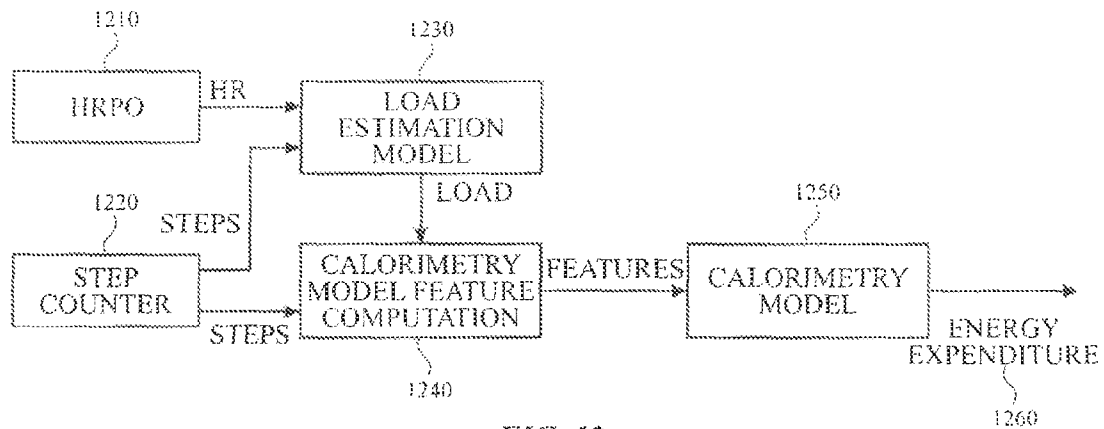 1210
1230
HRPO
HR
LOAD
ESTIMATION
MODEL
1220
STEPS
LOAD
1250
STEP
COUNTER
STEPS
CALORIMETRY
MODEL FEATURE
COMPUTATION
FEATURES
CALORIMETRY
MODEL
1240
ENERGY
EXPENDITURE
1260